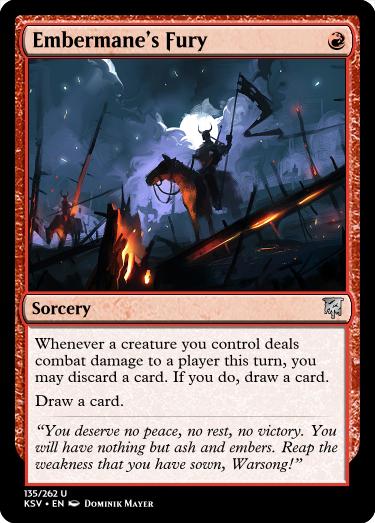 Embermane's Fury
Sorcery
Whenever a creature you control deals
combat damage to a player this turn, you
may discard a card. If you do, draw a card.
Draw a card.
“You deserve no peace, no rest, no victory. You
will have nothing but ash and embers. Reap the
weakness that you have sown, Warsong!”
135/262 U
KSV • EN Dominik Mayer